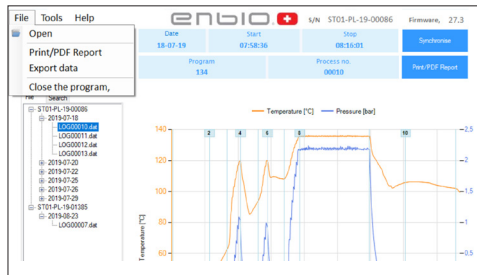 File Tools Help
enbio
S/N ST01-PL-19-00086 Firmware, 27.3
Open
Print/PDF Report
Export data
Close the program,
Date Start Stop
18-07-19 07:58:36 08:16:01
Synchronise
Program Process no.
134 00010
Print/PDF Report
File Search
ST01-PL-19-00086
2019-07-18
LOG00010.dat
LOG00011.dat
LOG00012.dat
LOG00013.dat
2019-07-20
2019-07-22
2019-07-25
2019-07-26
2019-07-29
ST01-PL-19-01385
2019-08-23
LOG00007.dat
Temperature [°C] Pressure [bar]
2 4 6 8 10
140 2.5
120 2
100 1.5
80 1
60 0.5
Temperature [°C]